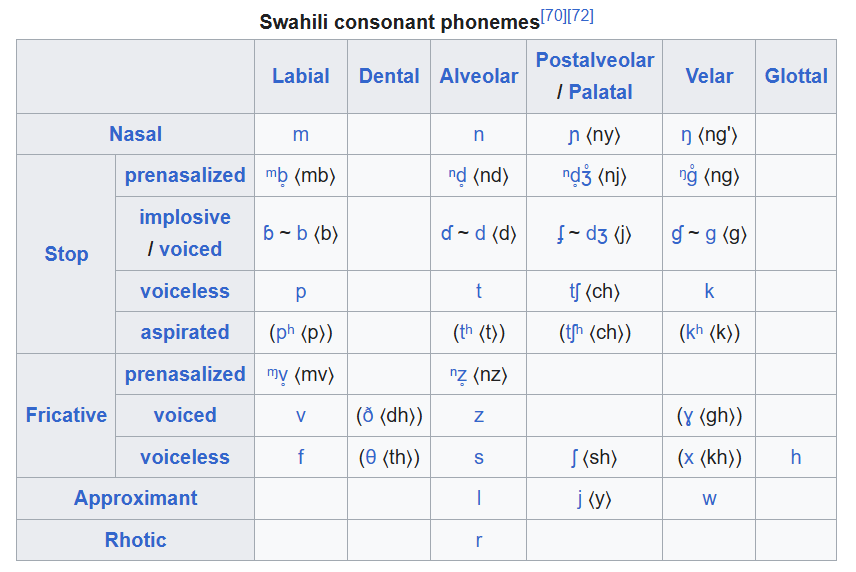 Swahili consonant phonemes[70][72]
Labial Dental Alveolar Postalveolar / Palatal Velar Glottal
Nasal m n ɲ ⟨ny⟩ ŋ ⟨ng'⟩
Stop prenasalized ᵐb̥ ⟨mb⟩ ⁿd̥ ⟨nd⟩ ⁿd̥ʒ̊ ⟨nj⟩ ᵑɡ̊ ⟨ng⟩
implosive / voiced ɓ ~ b ⟨b⟩ ɗ ~ d ⟨d⟩ ʄ ~ dʒ ⟨j⟩ ɠ ~ ɡ ⟨g⟩
voiceless p t tʃ ⟨ch⟩ k
aspirated (pʰ ⟨p⟩) (tʰ ⟨t⟩) (tʃʰ ⟨ch⟩) (kʰ ⟨k⟩)
Fricative prenasalized ᶬv̥ ⟨mv⟩ ⁿz̥ ⟨nz⟩
voiced v (ð ⟨dh⟩) z (ɣ ⟨gh⟩)
voiceless f (θ ⟨th⟩) s ʃ ⟨sh⟩ (x ⟨kh⟩) h
Approximant l j ⟨y⟩ w
Rhotic r